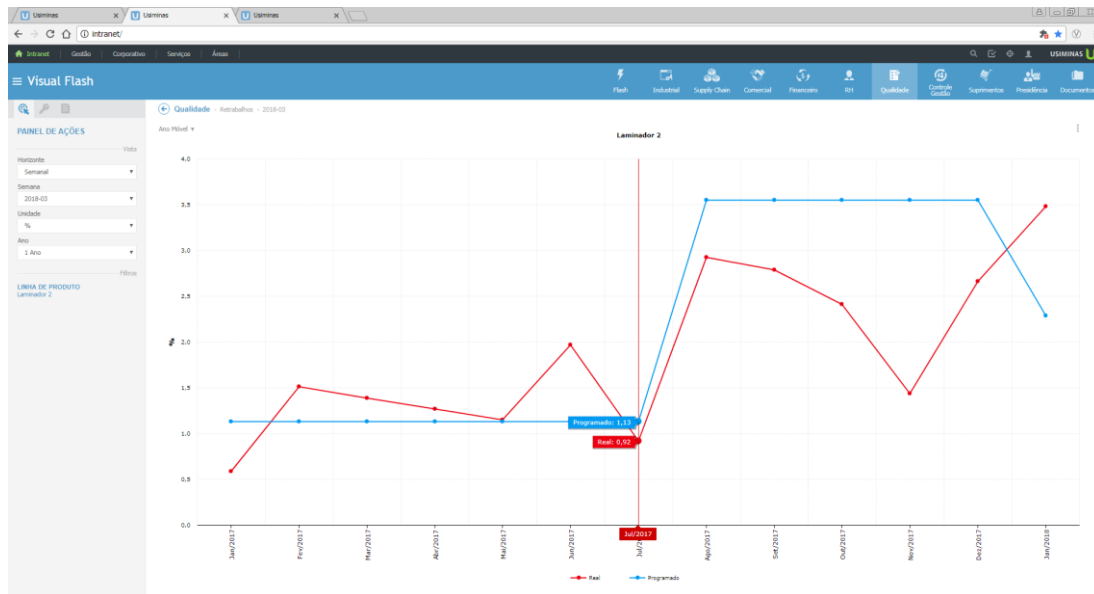 Usiminas
Usiminas
Usiminas
intranet/
Intranet Gestão Corporativo Serviços Áreas
USIMINAS
Visual Flash
Flash Industrial Supply Chain Comercial Financeiro RH Qualidade Controle Gestão Suprimentos Presidência Documentos
PAINEL DE AÇÕES
Vista
Horizonte
Semanal
Semana
2018-03
Unidade
%
Ano
1 Ano
Filtros
LINHA DE PRODUTO
Laminador 2
Qualidade - Retrabalhos - 2018-03
Ano Móvel
Laminador 2
4,0
3,5
3,0
2,5
2,0
1,5
1,0
0,5
0,0
%
Programado: 1,13
Real: 0,92
Jul/2017
Jan/2017 Fev/2017 Mar/2017 Abr/2017 Mai/2017 Jun/2017 Jul/2 Ago/2017 Set/2017 Out/2017 Nov/2017 Dez/2017 Jan/2018
Real Programado